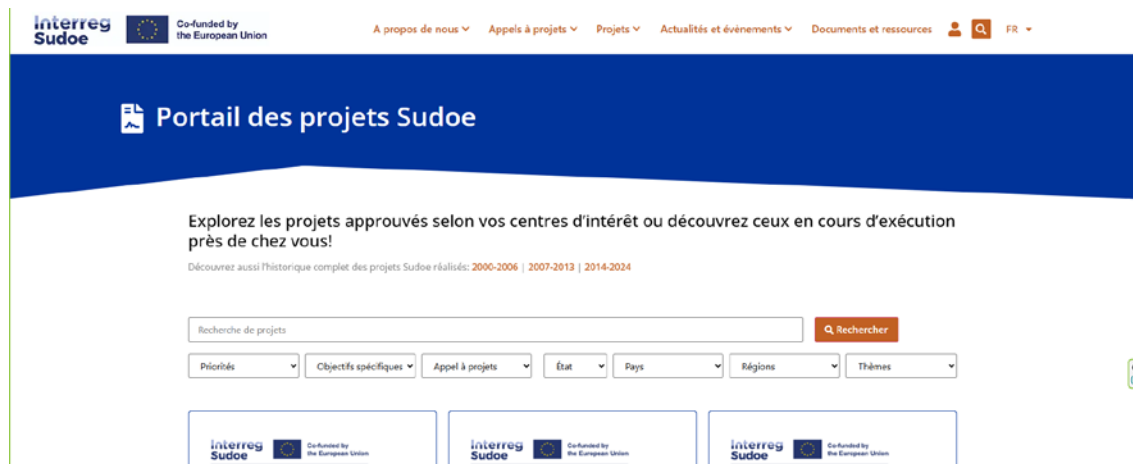 Interreg Sudoe
Co-funded by the European Union
A propos de nous
Appels à projets
Projets
Actualités et évènements
Documents et ressources
FR
Portail des projets Sudoe
Explorez les projets approuvés selon vos centres d'intérêt ou découvrez ceux en cours d'exécution
près de chez vous!
Découvrez aussi l'historique complet des projets Sudoe réalisés: 2000-2006 | 2007-2013 | 2014-2024
Recherche de projets
Rechercher
Priorités
Objectifs spécifiques
Appel à projets
État
Pays
Régions
Thèmes
Interreg Sudoe
Co-funded by the European Union
Interreg Sudoe
Co-funded by the European Union
Interreg Sudoe
Co-funded by the European Union